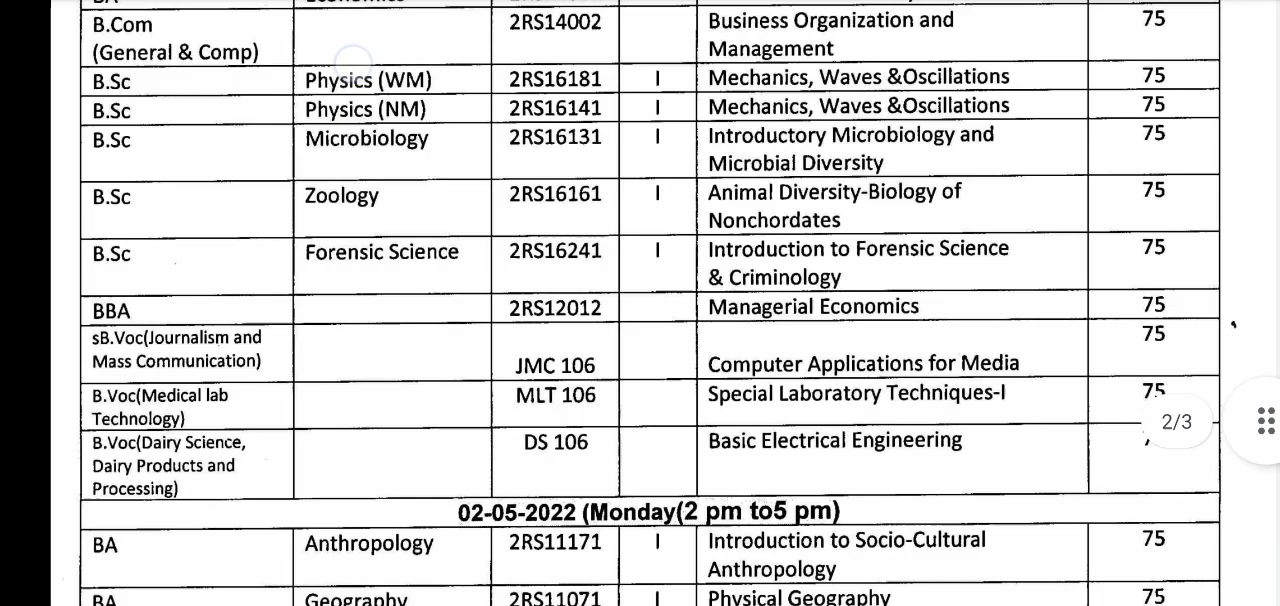 BA Economics
B.Com 2RS14002 Business Organization and 75
(General & Comp) Management
B.Sc Physics (WM) 2RS16181 I Mechanics, Waves &Oscillations 75
B.Sc Physics (NM) 2RS16141 I Mechanics, Waves &Oscillations 75
B.Sc Microbiology 2RS16131 I Introductory Microbiology and 75
Microbial Diversity
B.Sc Zoology 2RS16161 I Animal Diversity-Biology of 75
Nonchordates
B.Sc Forensic Science 2RS16241 I Introduction to Forensic Science 75
& Criminology
BBA 2RS12012 Managerial Economics 75
sB.Voc(Journalism and 75
Mass Communication) JMC 106 Computer Applications for Media
B.Voc(Medical lab MLT 106 Special Laboratory Techniques-I 75
Technology)
2/3
B.Voc(Dairy Science, DS 106 Basic Electrical Engineering
Dairy Products and
Processing)
02-05-2022 (Monday(2 pm to5 pm)
BA Anthropology 2RS11171 I Introduction to Socio-Cultural 75
Anthropology
BA Geography 2RS11071 I Physical Geography 75